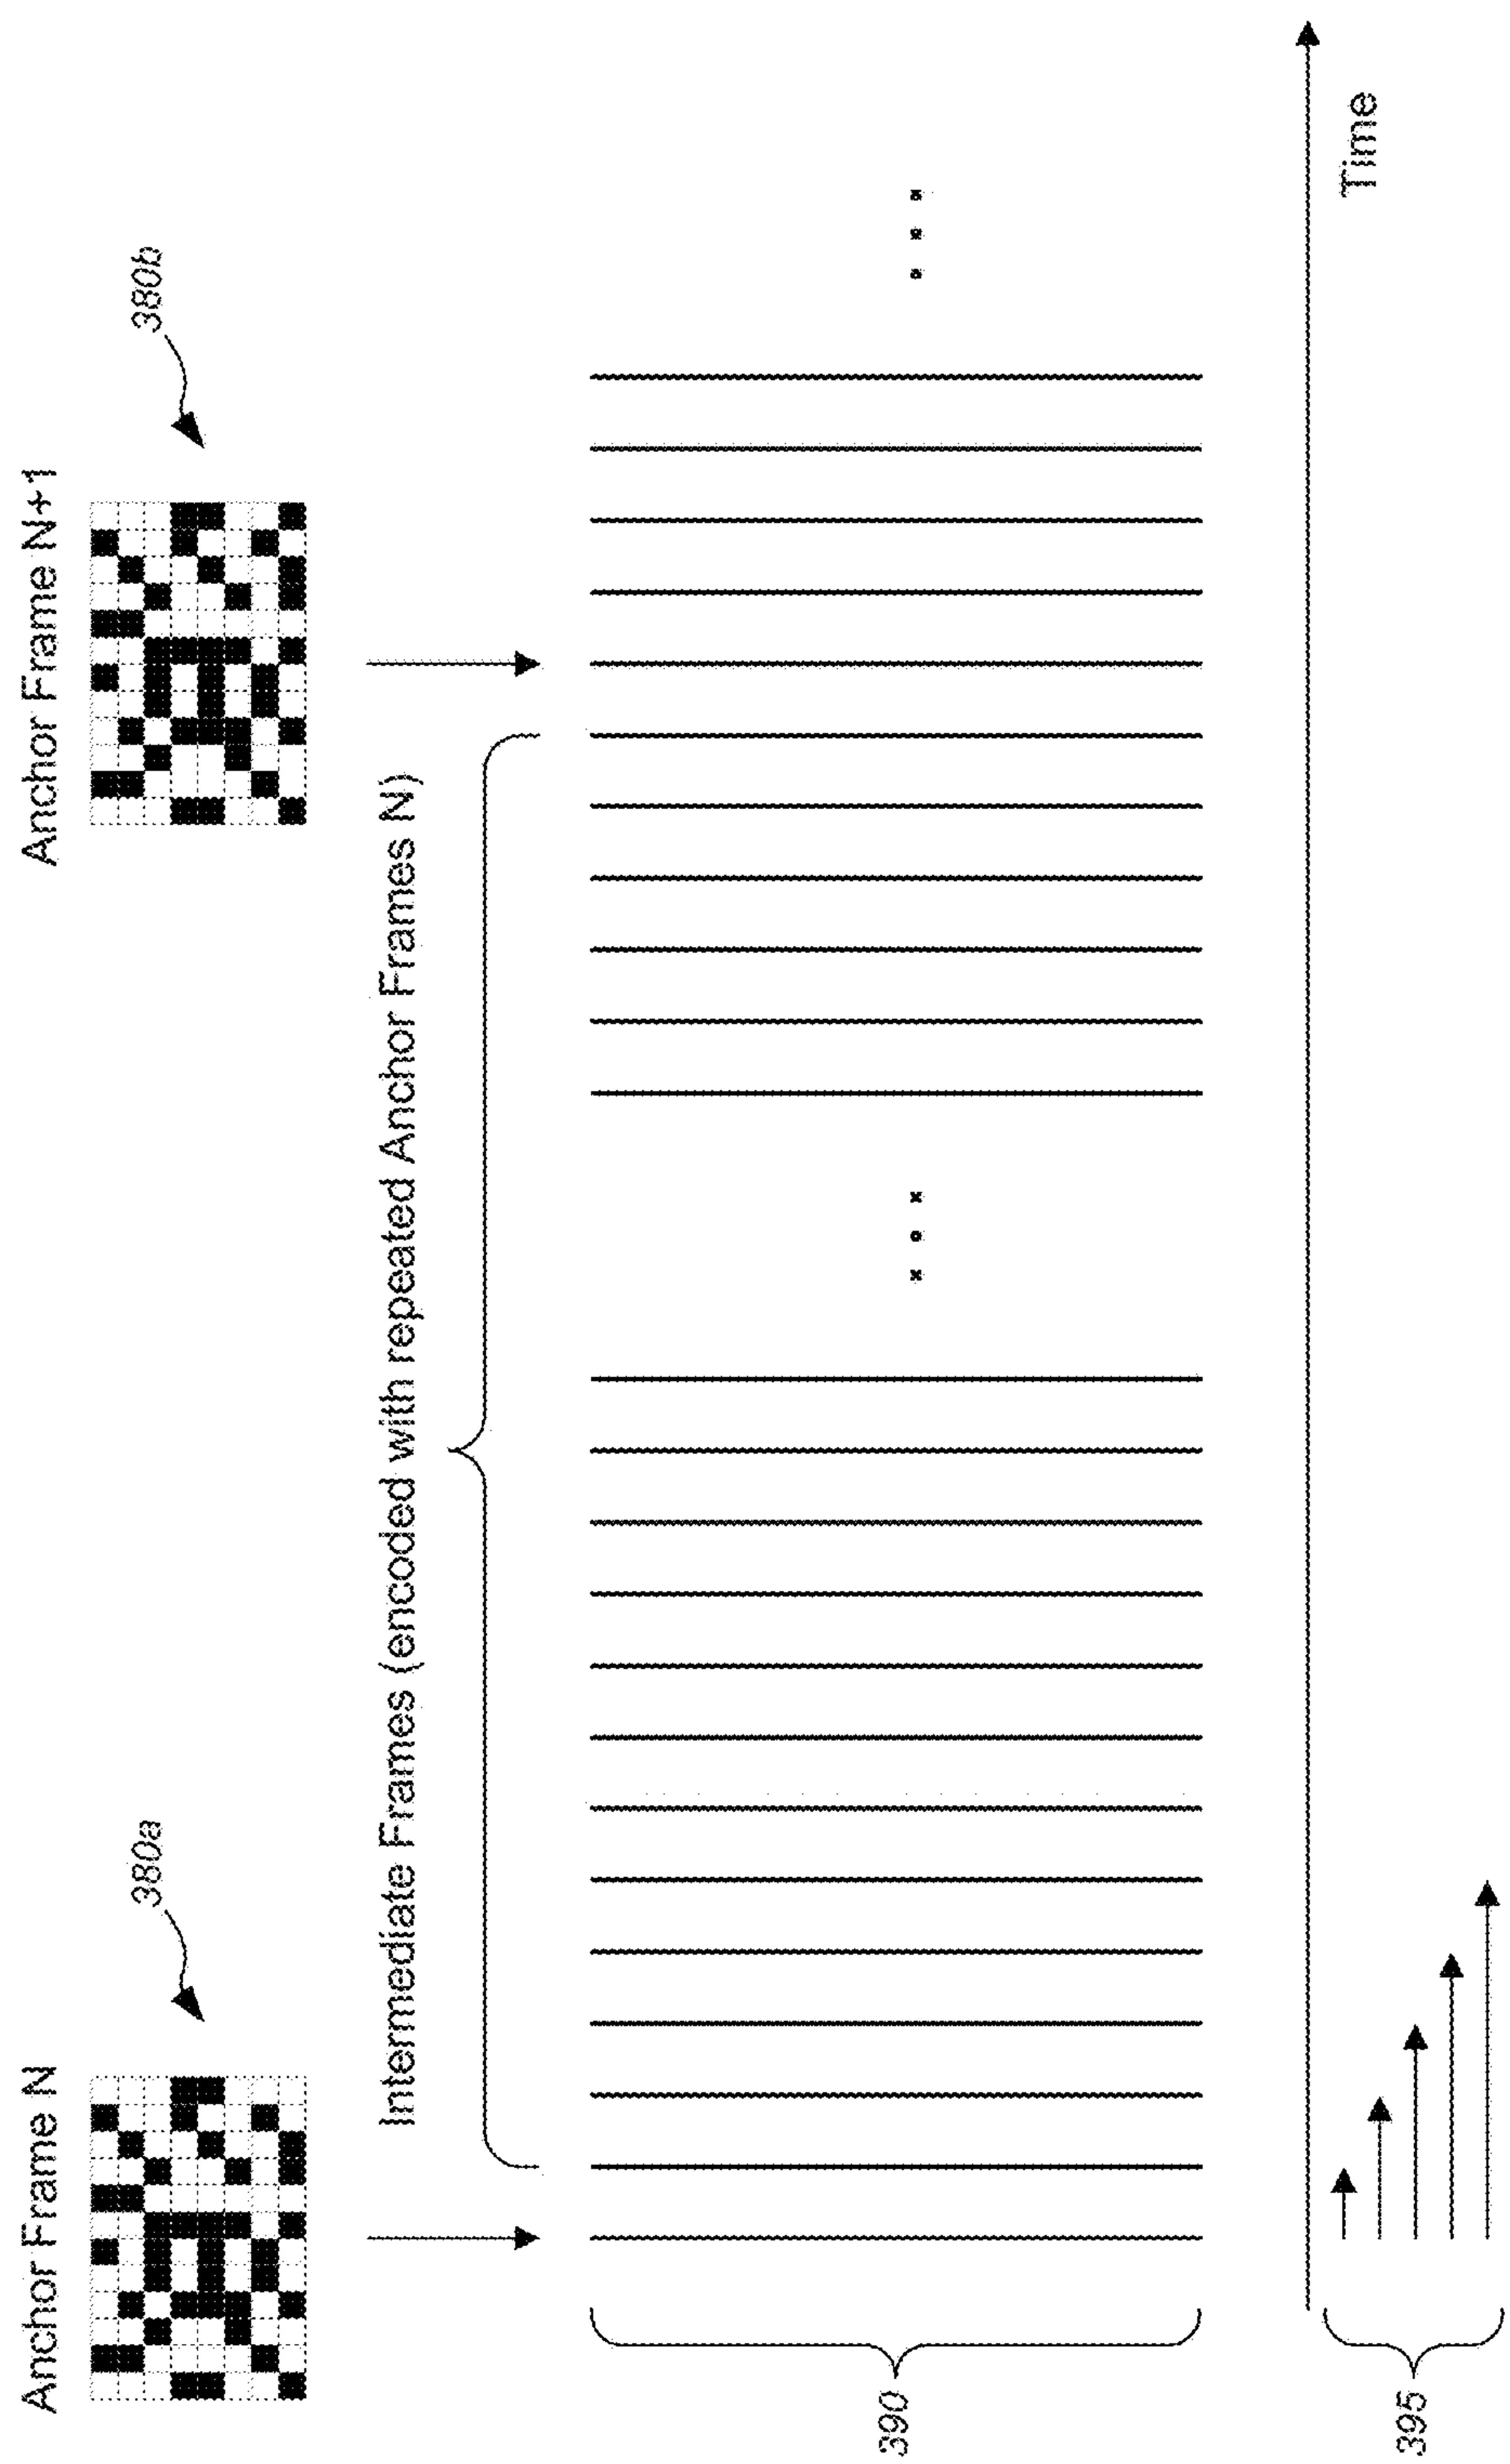 Anchor Frame N
Anchor Frame N+1
380a
380b
Intermediate Frames (encoded with repeated Anchor Frames N)
390
Time
395